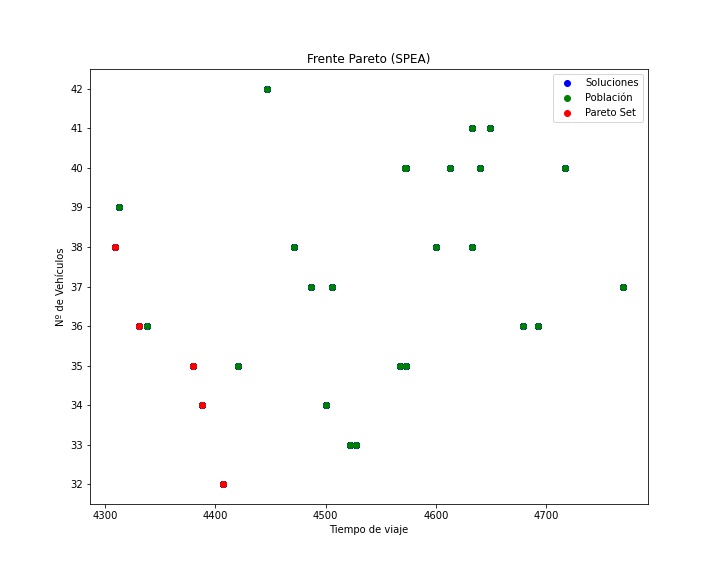 Frente Pareto (SPEA)
Soluciones
Población
Pareto Set
42
41
40
39
38
37
36
35
34
33
32
Nº de Vehículos
4300 4400 4500 4600 4700
Tiempo de viaje